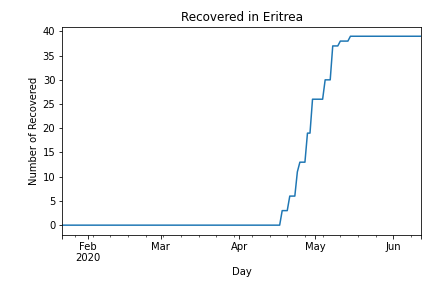 Recovered in Eritrea
Number of Recovered
40
35
30
25
20
15
10
5
0
Feb
2020
Mar
Apr
May
Jun
Day